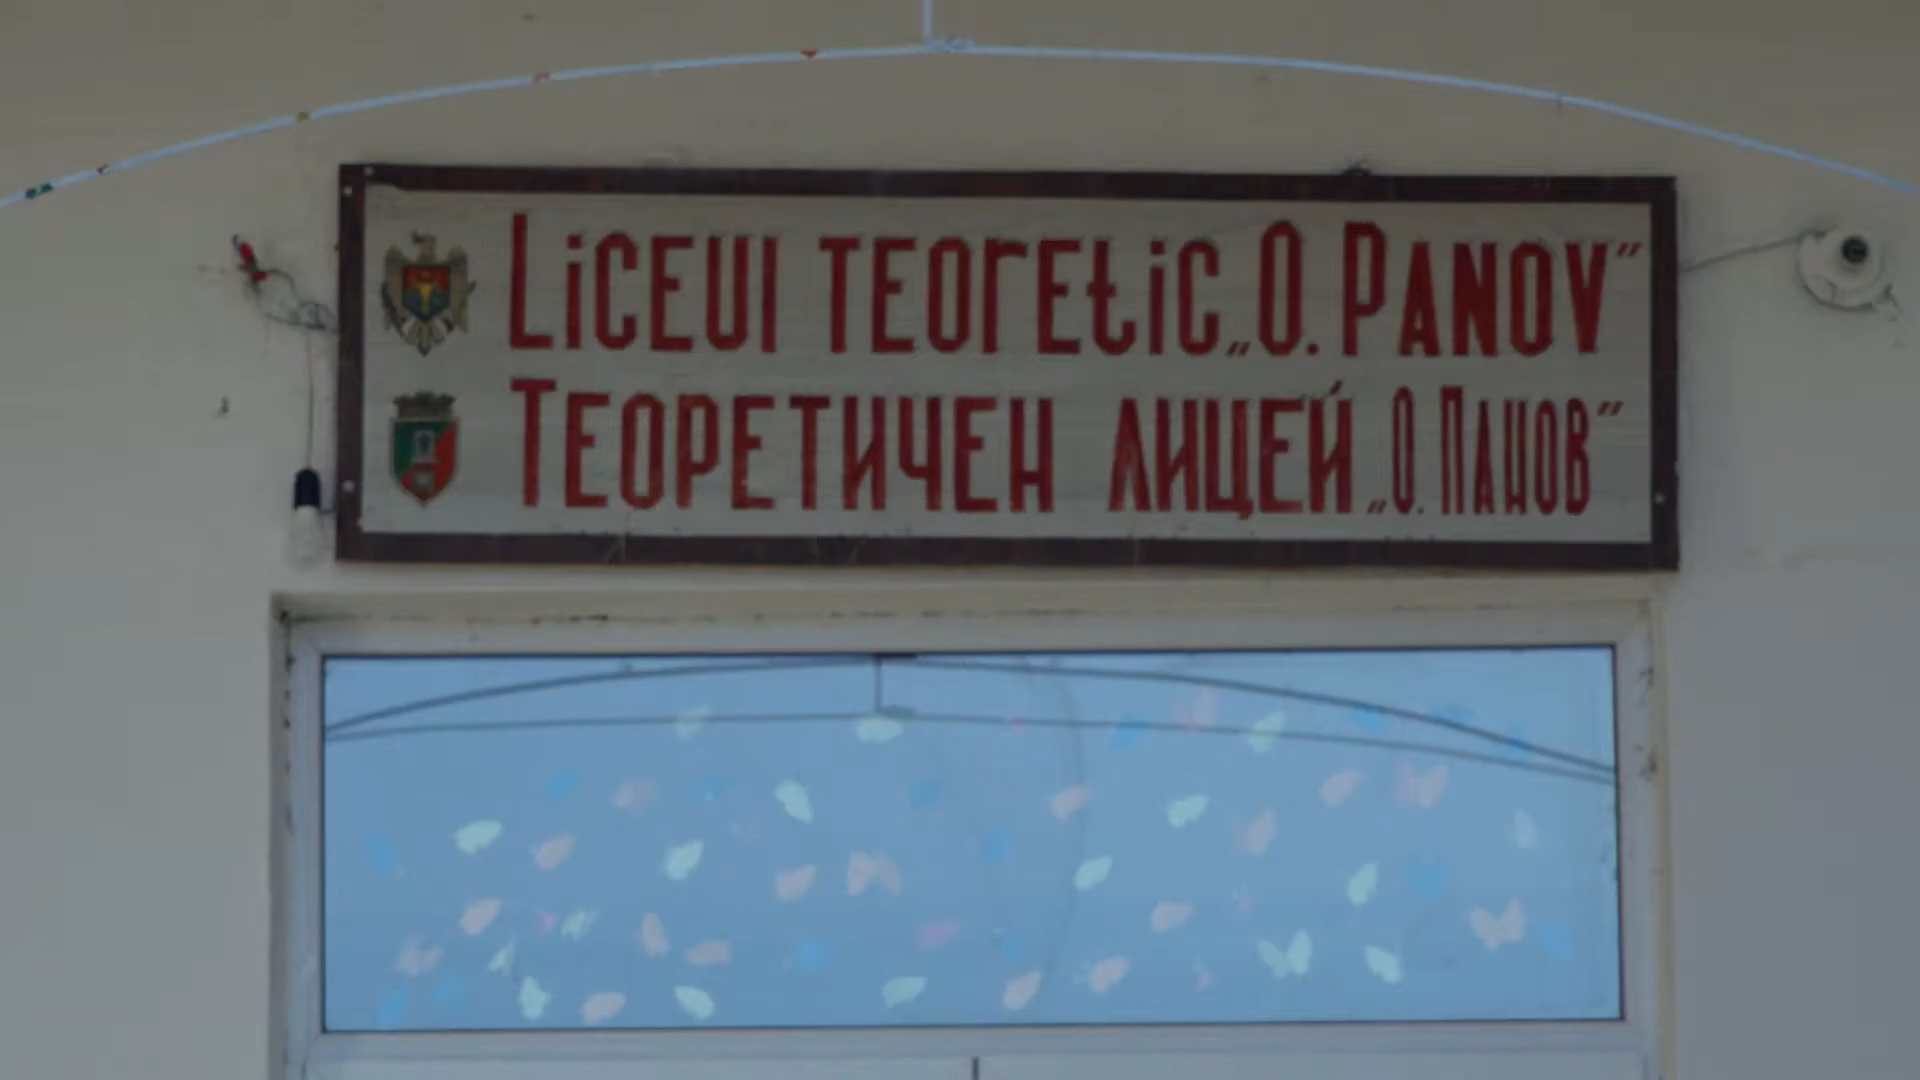 Liceul teoretic „O. Panov”
Теоретичен лицей „О. Панов”